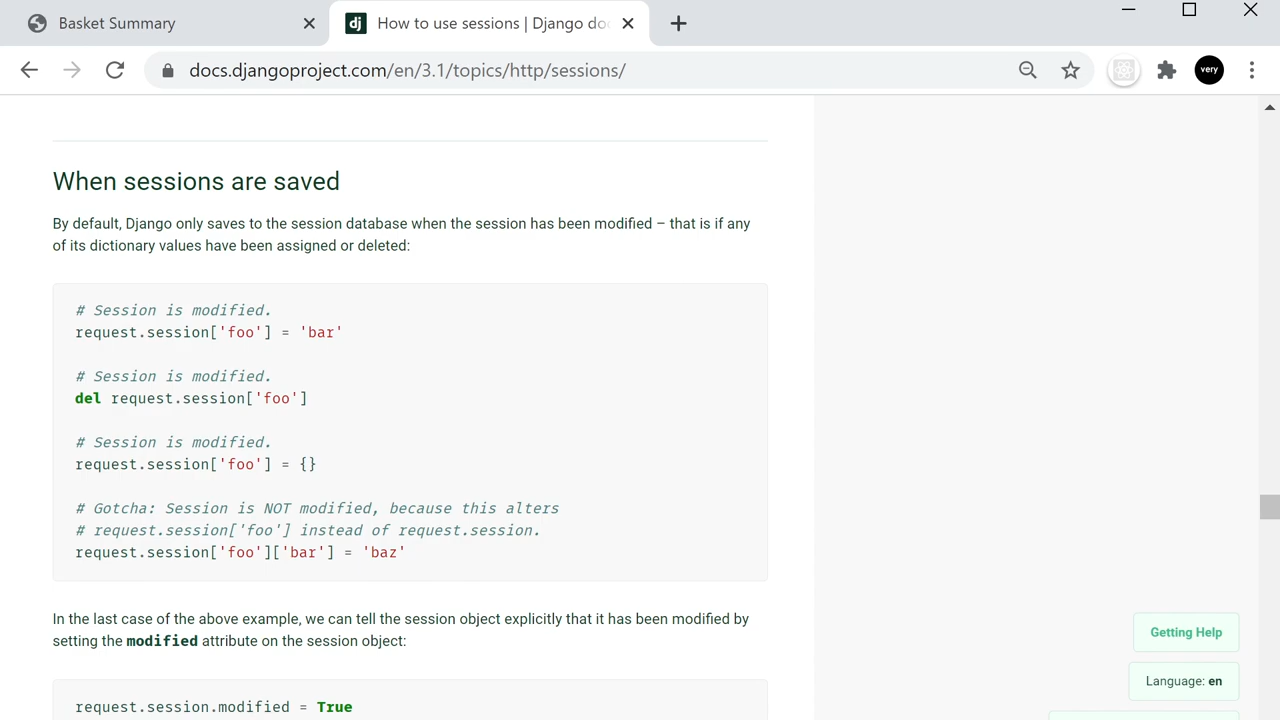 Basket Summary
dj How to use sessions | Django doc
docs.djangoproject.com/en/3.1/topics/http/sessions/
very
When sessions are saved
By default, Django only saves to the session database when the session has been modified – that is if any
of its dictionary values have been assigned or deleted:
# Session is modified.
request.session['foo'] = 'bar'
# Session is modified.
del request.session['foo']
# Session is modified.
request.session['foo'] = {}
# Gotcha: Session is NOT modified, because this alters
# request.session['foo'] instead of request.session.
request.session['foo']['bar'] = 'baz'
In the last case of the above example, we can tell the session object explicitly that it has been modified by
setting the modified attribute on the session object:
request.session.modified = True
Getting Help
Language: en